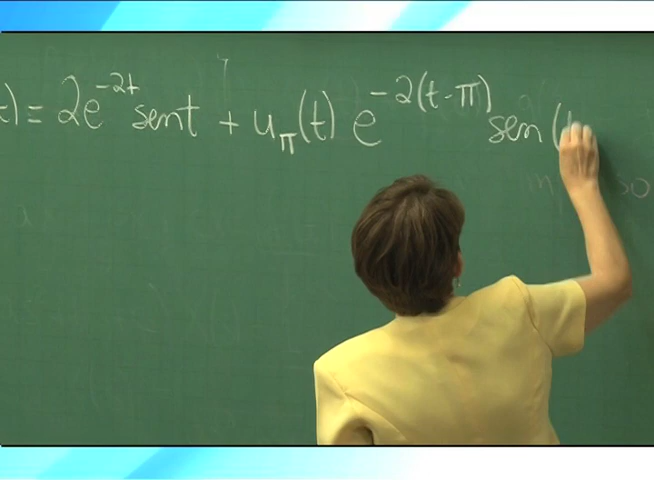 t) = 2e^{-2t} sent + u_π(t) e^{-2(t-π)} sen(t